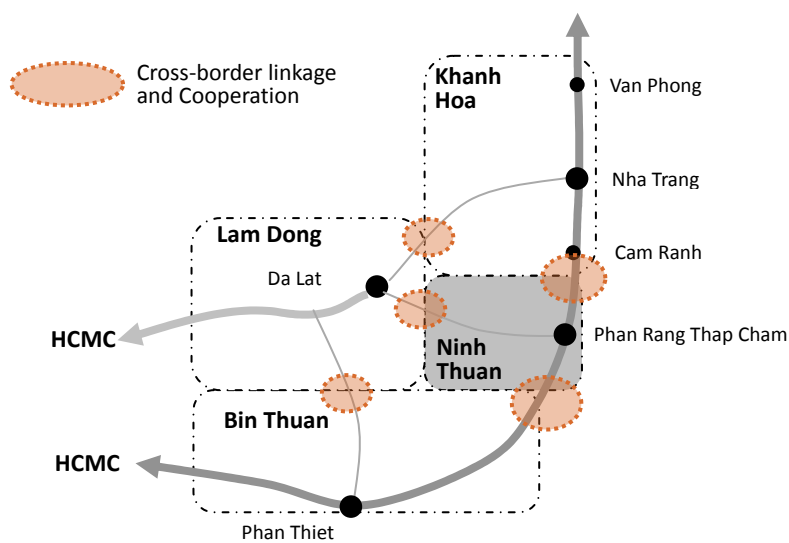 Cross-border linkage
and Cooperation
Khanh
Hoa
Van Phong
Nha Trang
Lam Dong
Cam Ranh
Da Lat
HCMC
Phan Rang Thap Cham
Ninh
Thuan
Bin Thuan
HCMC
Phan Thiet